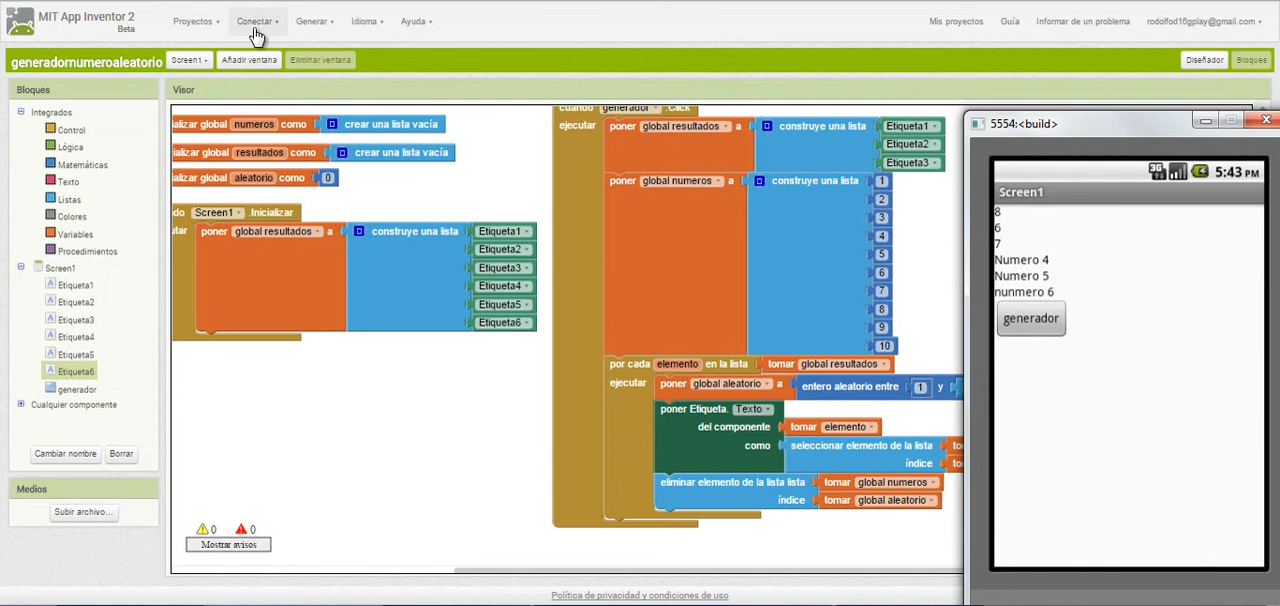 MIT App Inventor 2
Beta
Proyectos
Conectar
Generar
Idioma
Ayuda
Mis proyectos
Guía
Informar de un problema
rodolfod16gplay@gmail.com
generadornumeroaleatorio
Screen1
Añadir ventana
Eliminar ventana
Diseñador
Bloques
Bloques
Integrados
Control
Lógica
Matemáticas
Texto
Listas
Colores
Variables
Procedimientos
Screen1
Etiqueta1
Etiqueta2
Etiqueta3
Etiqueta4
Etiqueta5
Etiqueta6
generador
Cualquier componente
Cambiar nombre
Borrar
Medios
Subir archivo...
Visor
ializar global numeros como crear una lista vacía
ializar global resultados como crear una lista vacía
ializar global aleatorio como 0
do Screen1 .Inicializar
utar poner global resultados a construye una lista Etiqueta1
Etiqueta2
Etiqueta3
Etiqueta4
Etiqueta5
Etiqueta6
cuando generador .Click
ejecutar poner global resultados a construye una lista Etiqueta1
Etiqueta2
Etiqueta3
poner global numeros a construye una lista 1
2
3
4
5
6
7
8
9
10
por cada elemento en la lista tomar global resultados
ejecutar poner global aleatorio a entero aleatorio entre 1 y
poner Etiqueta. Texto
del componente tomar elemento
como seleccionar elemento de la lista to
índice to
eliminar elemento de la lista lista tomar global numeros
índice tomar global aleatorio
0 0
Mostrar avisos
5554:<build>
3G 5:43 PM
Screen1
8
6
7
Numero 4
Numero 5
nunmero 6
generador
Política de privacidad y condiciones de uso